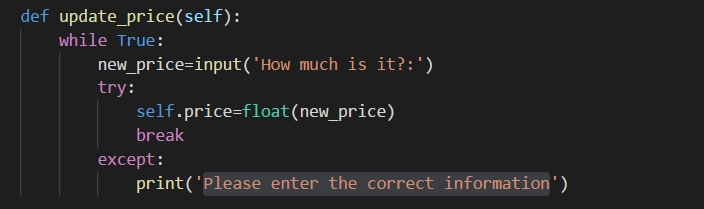 def update_price(self):
    while True:
        new_price=input('How much is it?:')
        try:
            self.price=float(new_price)
            break
        except:
            print('Please enter the correct information')